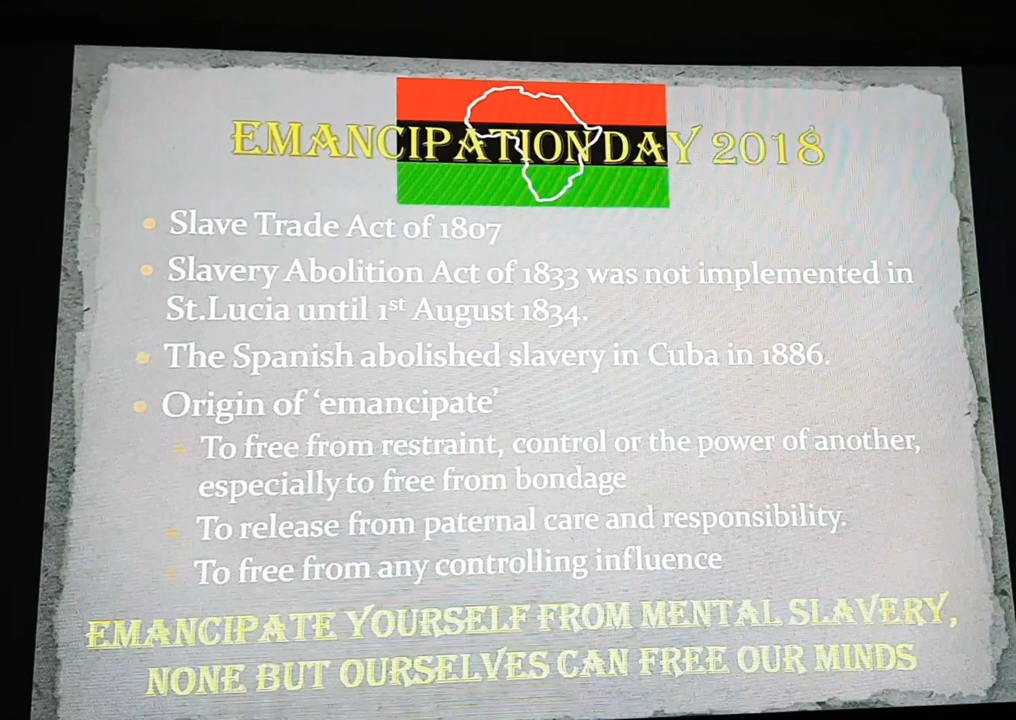 EMANCIPATION DAY 2018
Slave Trade Act of 1807
Slavery Abolition Act of 1833 was not implemented in
St.Lucia until 1st August 1834.
The Spanish abolished slavery in Cuba in 1886.
Origin of ‘emancipate’
To free from restraint, control or the power of another,
especially to free from bondage
To release from paternal care and responsibility.
To free from any controlling influence
EMANCIPATE YOURSELF FROM MENTAL SLAVERY,
NONE BUT OURSELVES CAN FREE OUR MINDS